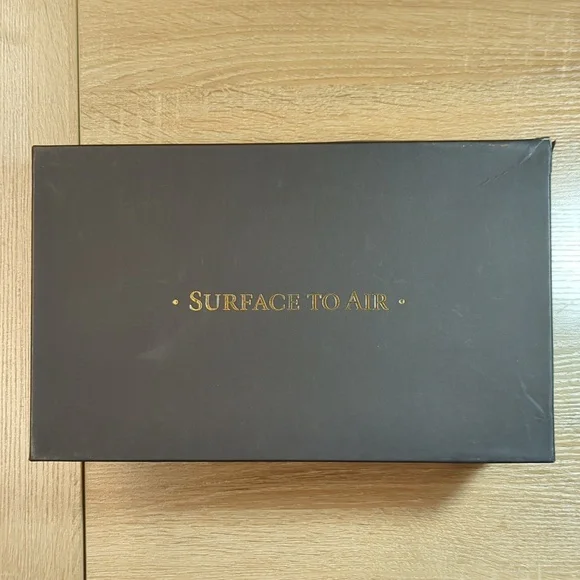 · SURFACE TO AIR ·